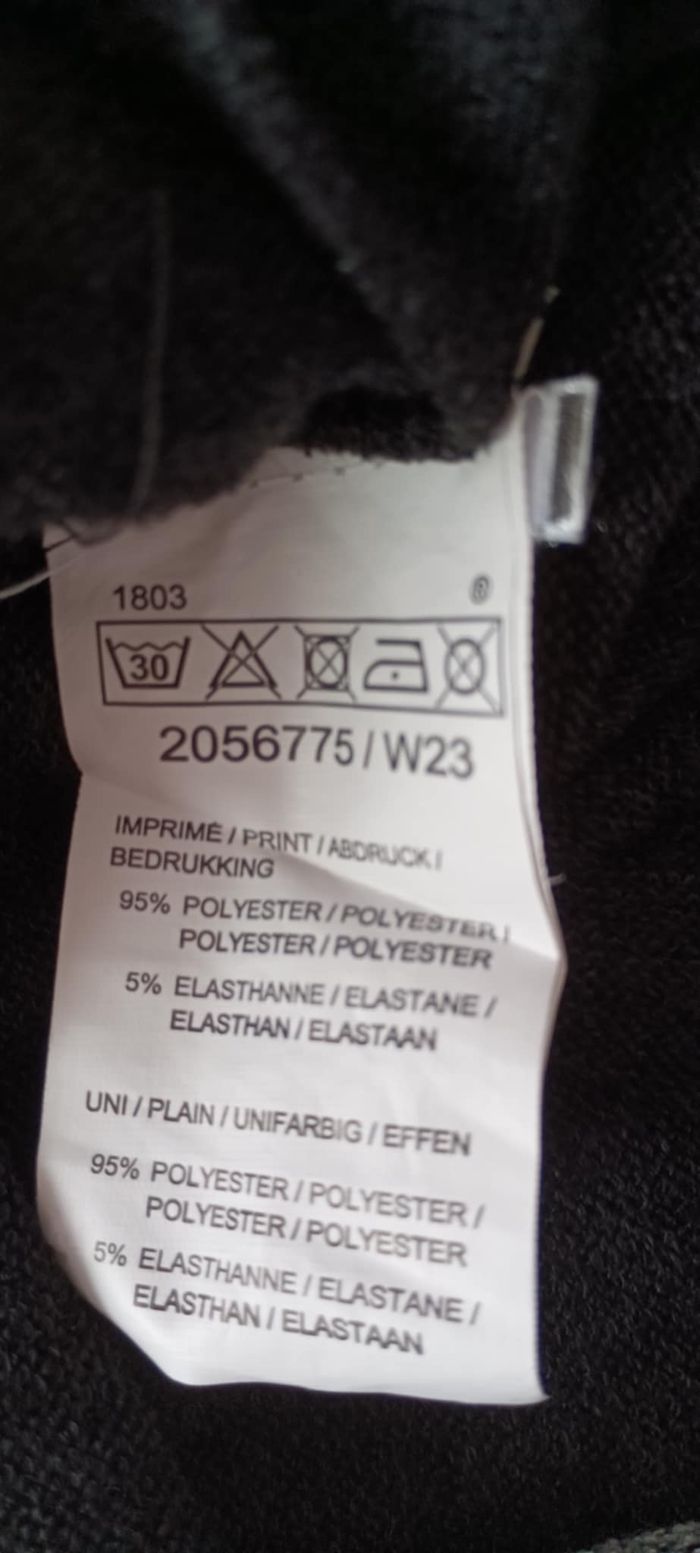 1803
30
2056775 / W23
IMPRIMÉ / PRINT / ABDRUCK /
BEDRUKKING
95% POLYESTER / POLYESTER /
POLYESTER / POLYESTER
5% ELASTHANNE / ELASTANE /
ELASTHAN / ELASTAAN
UNI / PLAIN / UNIFARBIG / EFFEN
95% POLYESTER / POLYESTER /
POLYESTER / POLYESTER
5% ELASTHANNE / ELASTANE /
ELASTHAN / ELASTAAN